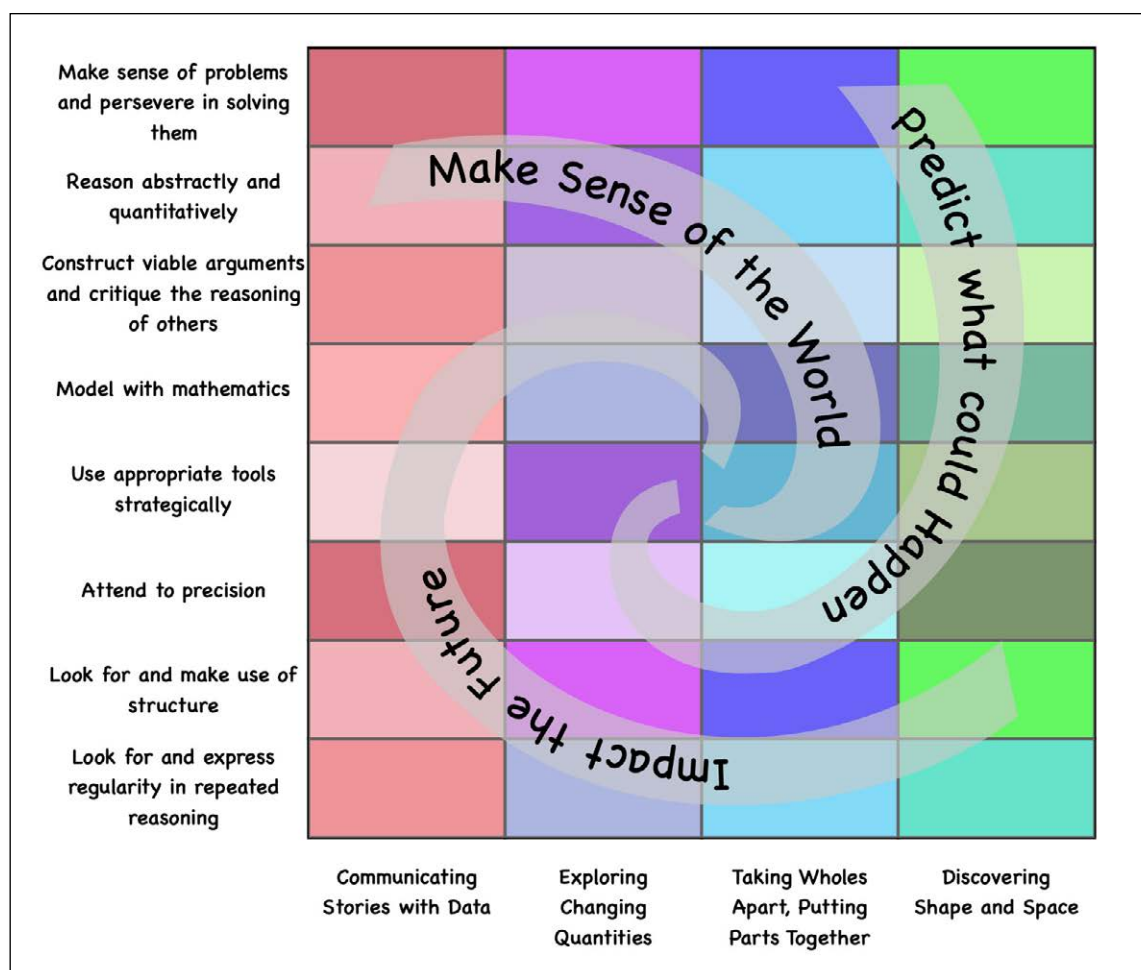 Make sense of problems
and persevere in solving
them
Reason abstractly and
quantitatively
Construct viable arguments
and critique the reasoning
of others
Model with mathematics
Use appropriate tools
strategically
Attend to precision
Look for and make use of
structure
Look for and express
regularity in repeated
reasoning
Make Sense of the World
Predict what could Happen
Impact the Future
Communicating
Stories with Data
Exploring
Changing
Quantities
Taking Wholes
Apart, Putting
Parts Together
Discovering
Shape and Space